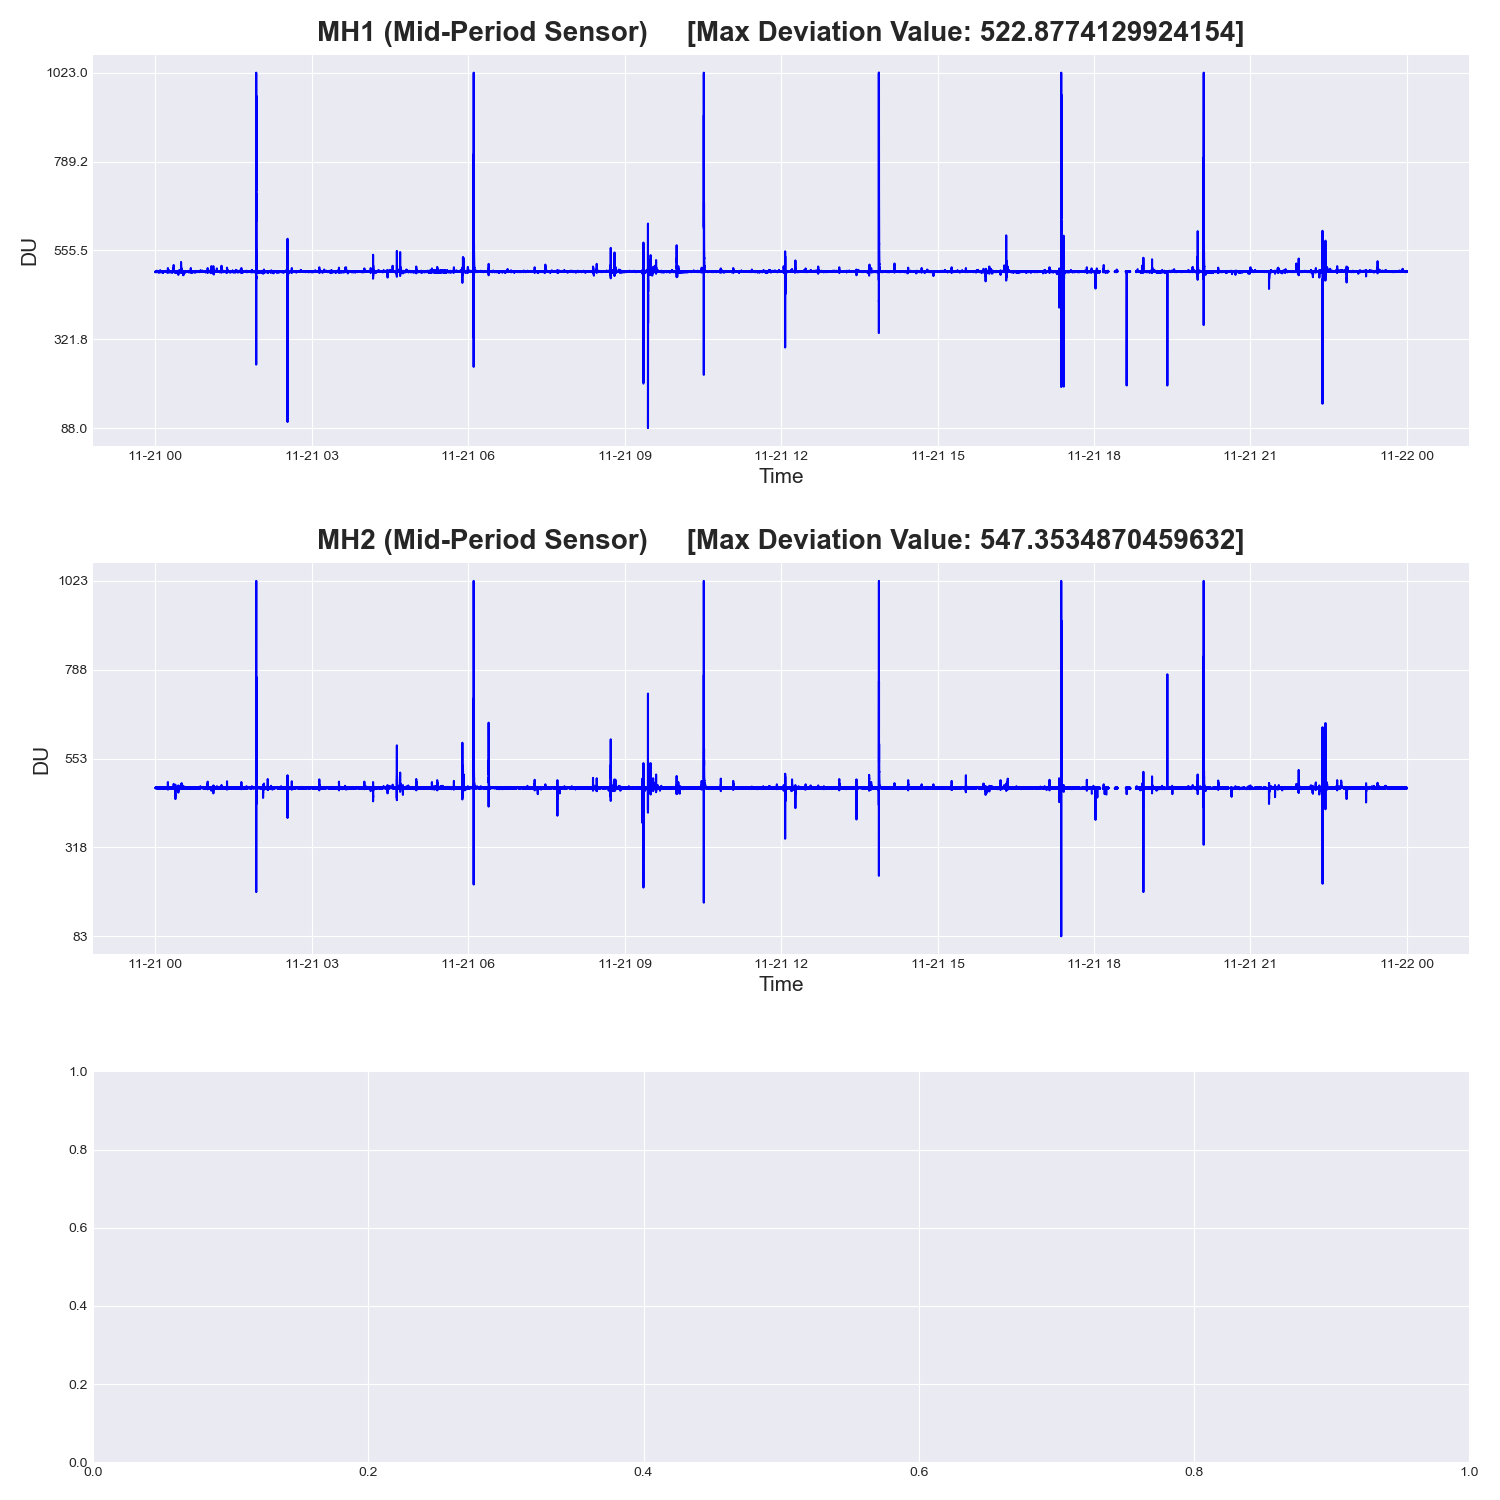 MH1 (Mid-Period Sensor) [Max Deviation Value: 522.8774129924154]
1023.0
789.2
555.5
321.8
88.0
DU
11-21 00 11-21 03 11-21 06 11-21 09 11-21 12 11-21 15 11-21 18 11-21 21 11-22 00
Time
MH2 (Mid-Period Sensor) [Max Deviation Value: 547.3534870459632]
1023
788
553
318
83
DU
11-21 00 11-21 03 11-21 06 11-21 09 11-21 12 11-21 15 11-21 18 11-21 21 11-22 00
Time
1.0
0.8
0.6
0.4
0.2
0.0
0.0 0.2 0.4 0.6 0.8 1.0